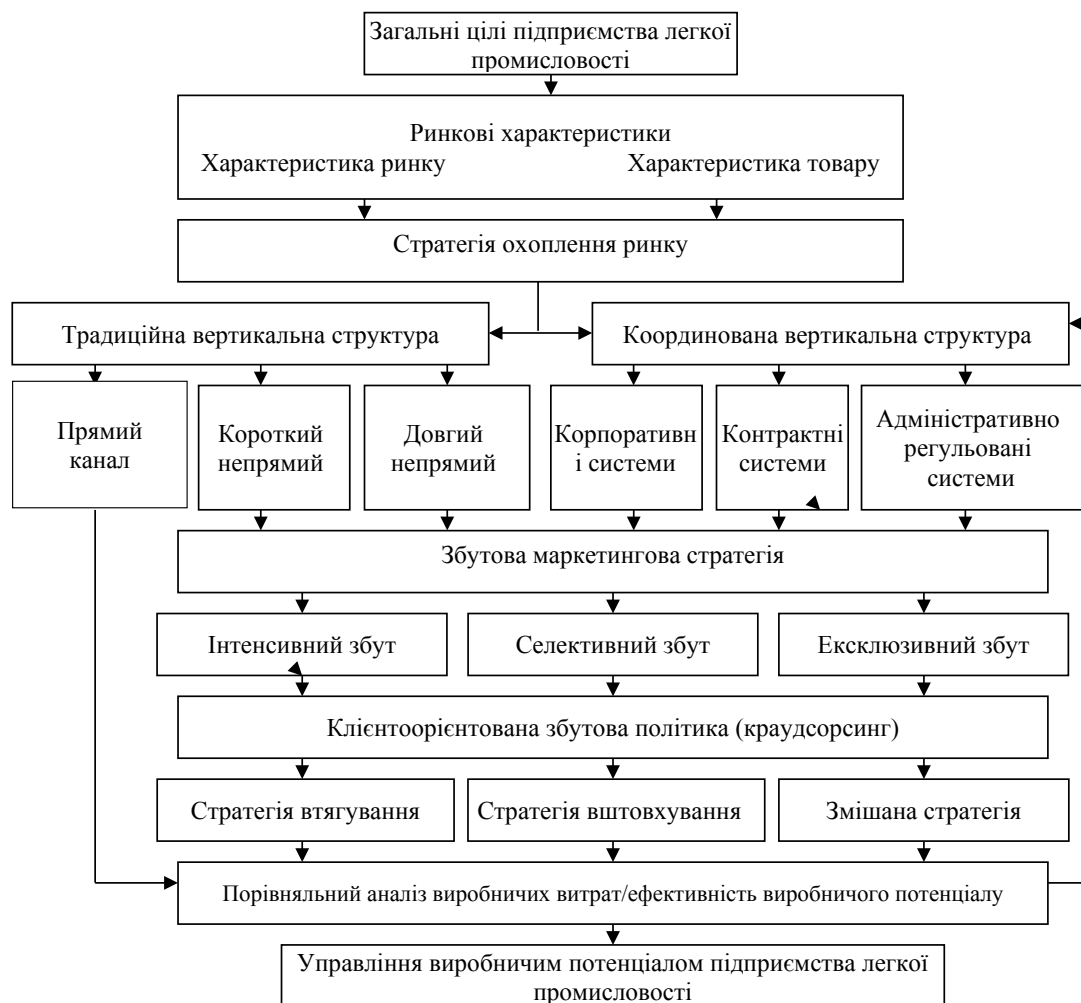 Загальні цілі підприємства легкої
промисловості
Ринкові характеристики
Характеристика ринку Характеристика товару
Стратегія охоплення ринку
Традиційна вертикальна структура
Координована вертикальна структура
Прямий
канал
Короткий
непрямий
Довгий
непрямий
Корпоративн
і системи
Контрактні
системи
Адміністративно
регульовані
системи
Збутова маркетингова стратегія
Інтенсивний збут
Селективний збут
Ексклюзивний збут
Клієнтоорієнтована збутова політика (краудсорсинг)
Стратегія втягування
Стратегія вштовхування
Змішана стратегія
Порівняльний аналіз виробничих витрат/ефективність виробничого потенціалу
Управління виробничим потенціалом підприємства легкої
промисловості